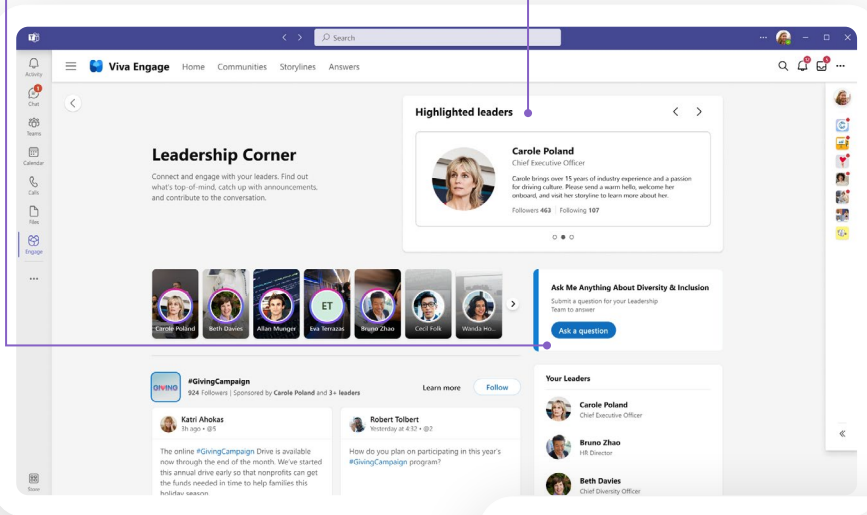 Search
Activity
Chat
Teams
Calendar
Calls
Files
Engage
Viva Engage
Home
Communities
Storylines
Answers
Leadership Corner
Connect and engage with your leaders. Find out
what's top-of-mind, catch up with announcements,
and contribute to the conversation.
Highlighted leaders
Carole Poland
Chief Executive Officer
Carole brings over 15 years of industry experience and a passion
for driving culture. Please send a warm hello, welcome her
onboard, and visit her storyline to learn more about her.
Followers 463 | Following 107
Carole Poland
Beth Davies
Allan Munger
ET
Eva Terrazas
Bruno Zhao
Cecil Folk
Wanda Ho...
Ask Me Anything About Diversity & Inclusion
Submit a question for your Leadership
Team to answer
Ask a question
GIVING
#GivingCampaign
924 Followers | Sponsored by Carole Poland and 3+ leaders
Learn more
Follow
Katri Ahokas
3h ago • @5
The online #GivingCampaign Drive is available
now through the end of the month. We've started
this annual drive early so that nonprofits can get
the funds needed in time to help families this
holiday season.
Robert Tolbert
Yesterday at 4:32 • @2
How do you plan on participating in this year's
#GivingCampaign program?
Your Leaders
Carole Poland
Chief Executive Officer
Bruno Zhao
HR Director
Beth Davies
Chief Diversity Officer